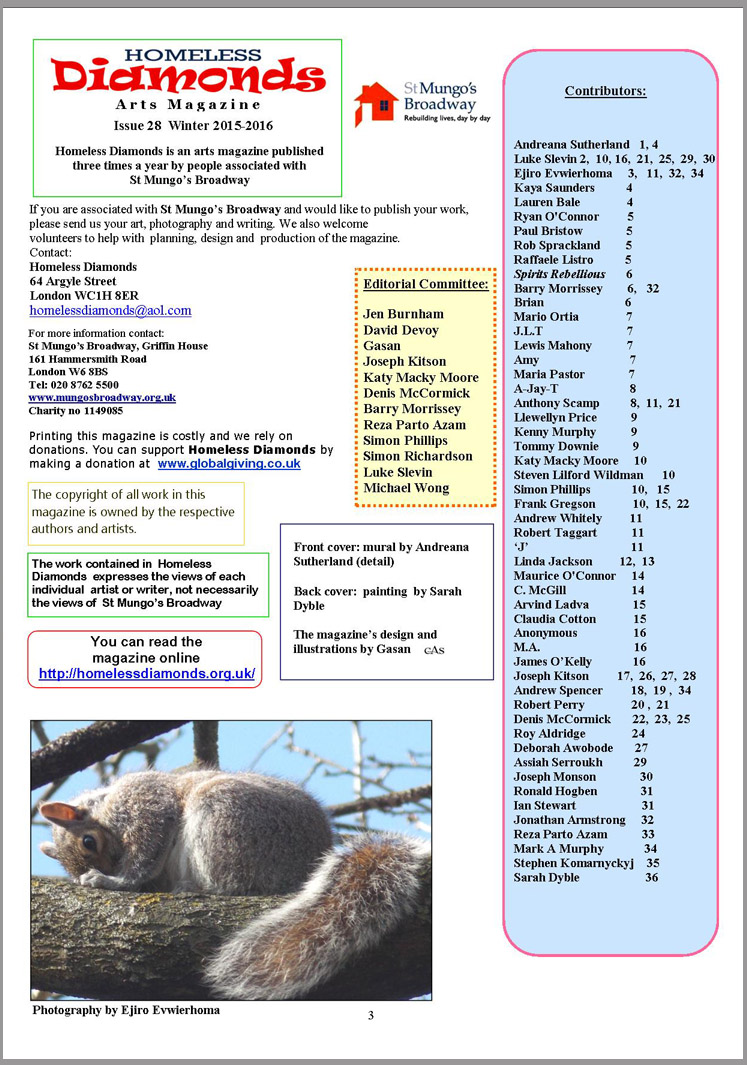 HOMELESS
Diamonds
Arts Magazine
Issue 28 Winter 2015-2016
Homeless Diamonds is an arts magazine published
three times a year by people associated with
St Mungo's Broadway
St Mungo's
Broadway
Rebuilding lives, day by day
If you are associated with St Mungo's Broadway and would like to publish your work,
please send us your art, photography and writing. We also welcome
volunteers to help with planning, design and production of the magazine.
Contact:
Homeless Diamonds
64 Argyle Street
London WC1H 8ER
homelessdiamonds@aol.com
For more information contact:
St Mungo's Broadway, Griffin House
161 Hammersmith Road
London W6 8BS
Tel: 020 8762 5500
www.mungosbroadway.org.uk
Charity no 1149085
Printing this magazine is costly and we rely on
donations. You can support Homeless Diamonds by
making a donation at www.globalgiving.co.uk
The copyright of all work in this
magazine is owned by the respective
authors and artists.
The work contained in Homeless
Diamonds expresses the views of each
individual artist or writer, not necessarily
the views of St Mungo's Broadway
You can read the
magazine online
http://homelessdiamonds.org.uk/
Editorial Committee:
Jen Burnham
David Devoy
Gasan
Joseph Kitson
Katy Macky Moore
Denis McCormick
Barry Morrissey
Reza Parto Azam
Simon Phillips
Simon Richardson
Luke Slevin
Michael Wong
Front cover: mural by Andreana
Sutherland (detail)
Back cover: painting by Sarah
Dyble
The magazine's design and
illustrations by Gasan GAS
Contributors:
Andreana Sutherland 1, 4
Luke Slevin 2, 10, 16, 21, 25, 29, 30
Ejiro Evwierhoma 3, 11, 32, 34
Kaya Saunders 4
Lauren Bale 4
Ryan O'Connor 5
Paul Bristow 5
Rob Sprackland 5
Raffaele Listro 5
Spirits Rebellious 6
Barry Morrissey 6, 32
Brian 6
Mario Ortia 7
J.L.T 7
Lewis Mahony 7
Amy 7
Maria Pastor 7
A-Jay-T 8
Anthony Scamp 8, 11, 21
Llewellyn Price 9
Kenny Murphy 9
Tommy Downie 9
Katy Macky Moore 10
Steven Lilford Wildman 10
Simon Phillips 10, 15
Frank Gregson 10, 15, 22
Andrew Whitely 11
Robert Taggart 11
'J' 11
Linda Jackson 12, 13
Maurice O'Connor 14
C. McGill 14
Arvind Ladva 15
Claudia Cotton 15
Anonymous 16
M.A. 16
James O'Kelly 16
Joseph Kitson 17, 26, 27, 28
Andrew Spencer 18, 19 , 34
Robert Perry 20 , 21
Denis McCormick 22, 23, 25
Roy Aldridge 24
Deborah Awobode 27
Assiah Serroukh 29
Joseph Monson 30
Ronald Hogben 31
Ian Stewart 31
Jonathan Armstrong 32
Reza Parto Azam 33
Mark A Murphy 34
Stephen Komarnyckyj 35
Sarah Dyble 36
Photography by Ejiro Evwierhoma
3